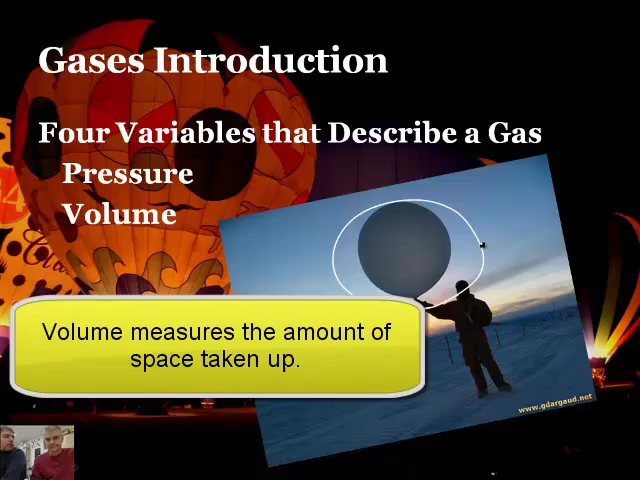 Gases Introduction
Four Variables that Describe a Gas
Pressure
Volume
Volume measures the amount of
space taken up.
www.gdargaud.net